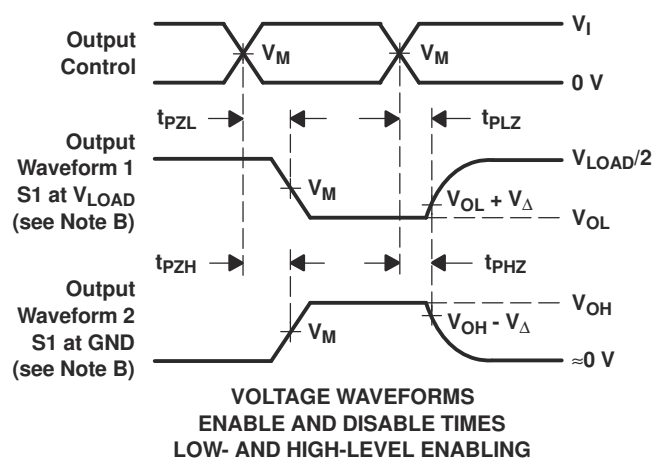 Output
Control
V_M
V_M
V_I
0 V
t_PZL
t_PLZ
Output
Waveform 1
S1 at V_LOAD
(see Note B)
V_M
V_LOAD/2
V_OL + V_Δ
V_OL
t_PZH
t_PHZ
Output
Waveform 2
S1 at GND
(see Note B)
V_M
V_OH
V_OH - V_Δ
≈0 V
VOLTAGE WAVEFORMS
ENABLE AND DISABLE TIMES
LOW- AND HIGH-LEVEL ENABLING